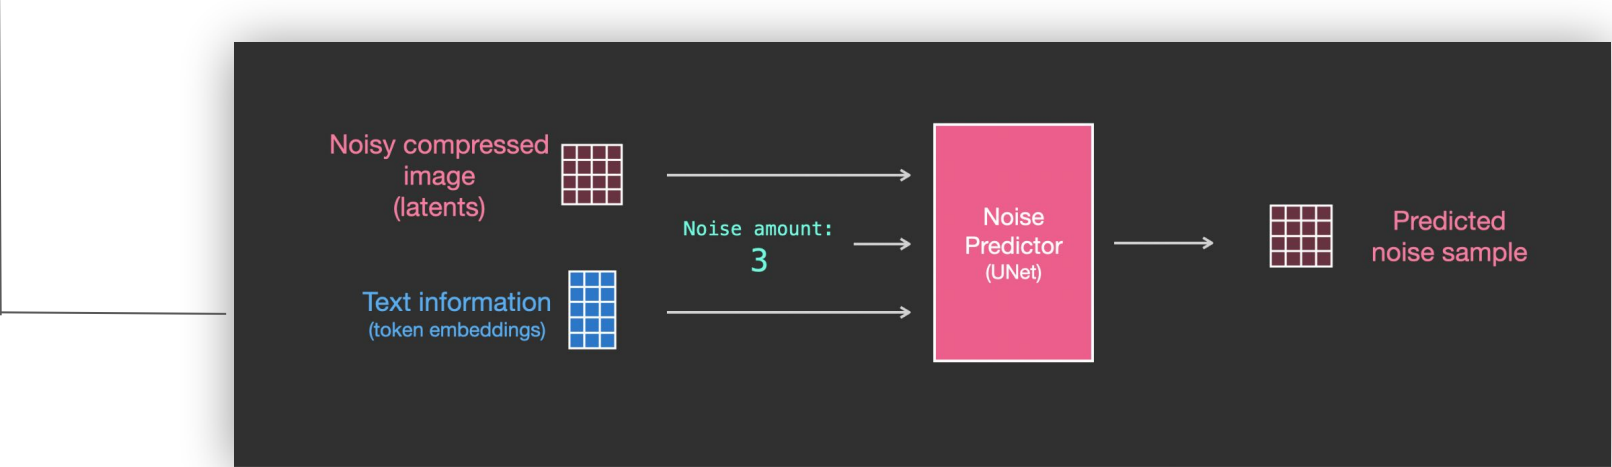 Noisy compressed
image
(latents)
Noise amount:
3
Text information
(token embeddings)
Noise
Predictor
(UNet)
Predicted
noise sample